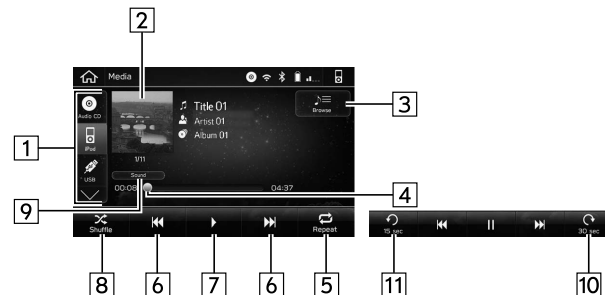 2
Media
Title 01
Artist 01
Album 01
Browse
3
Audio CD
iPod
USB
1
1/11
Sound
00:08
04:37
4
9
Shuffle
Repeat
15 sec
30 sec
8
6
7
6
5
11
10